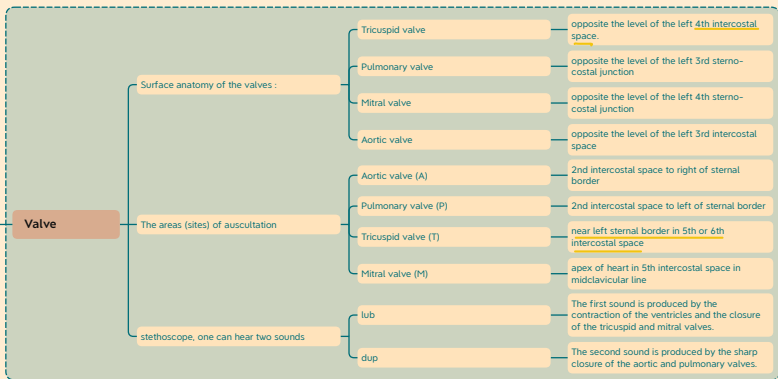 Valve
Surface anatomy of the valves :
Tricuspid valve
opposite the level of the left 4th intercostal
space.
Pulmonary valve
opposite the level of the left 3rd sterno-
costal junction
Mitral valve
opposite the level of the left 4th sterno-
costal junction
Aortic valve
opposite the level of the left 3rd intercostal
space
The areas (sites) of auscultation
Aortic valve (A)
2nd intercostal space to right of sternal
border
Pulmonary valve (P)
2nd intercostal space to left of sternal border
Tricuspid valve (T)
near left sternal border in 5th or 6th
intercostal space
Mitral valve (M)
apex of heart in 5th intercostal space in
midclavicular line
stethoscope, one can hear two sounds
lub
The first sound is produced by the
contraction of the ventricles and the closure
of the tricuspid and mitral valves.
dup
The second sound is produced by the sharp
closure of the aortic and pulmonary valves.